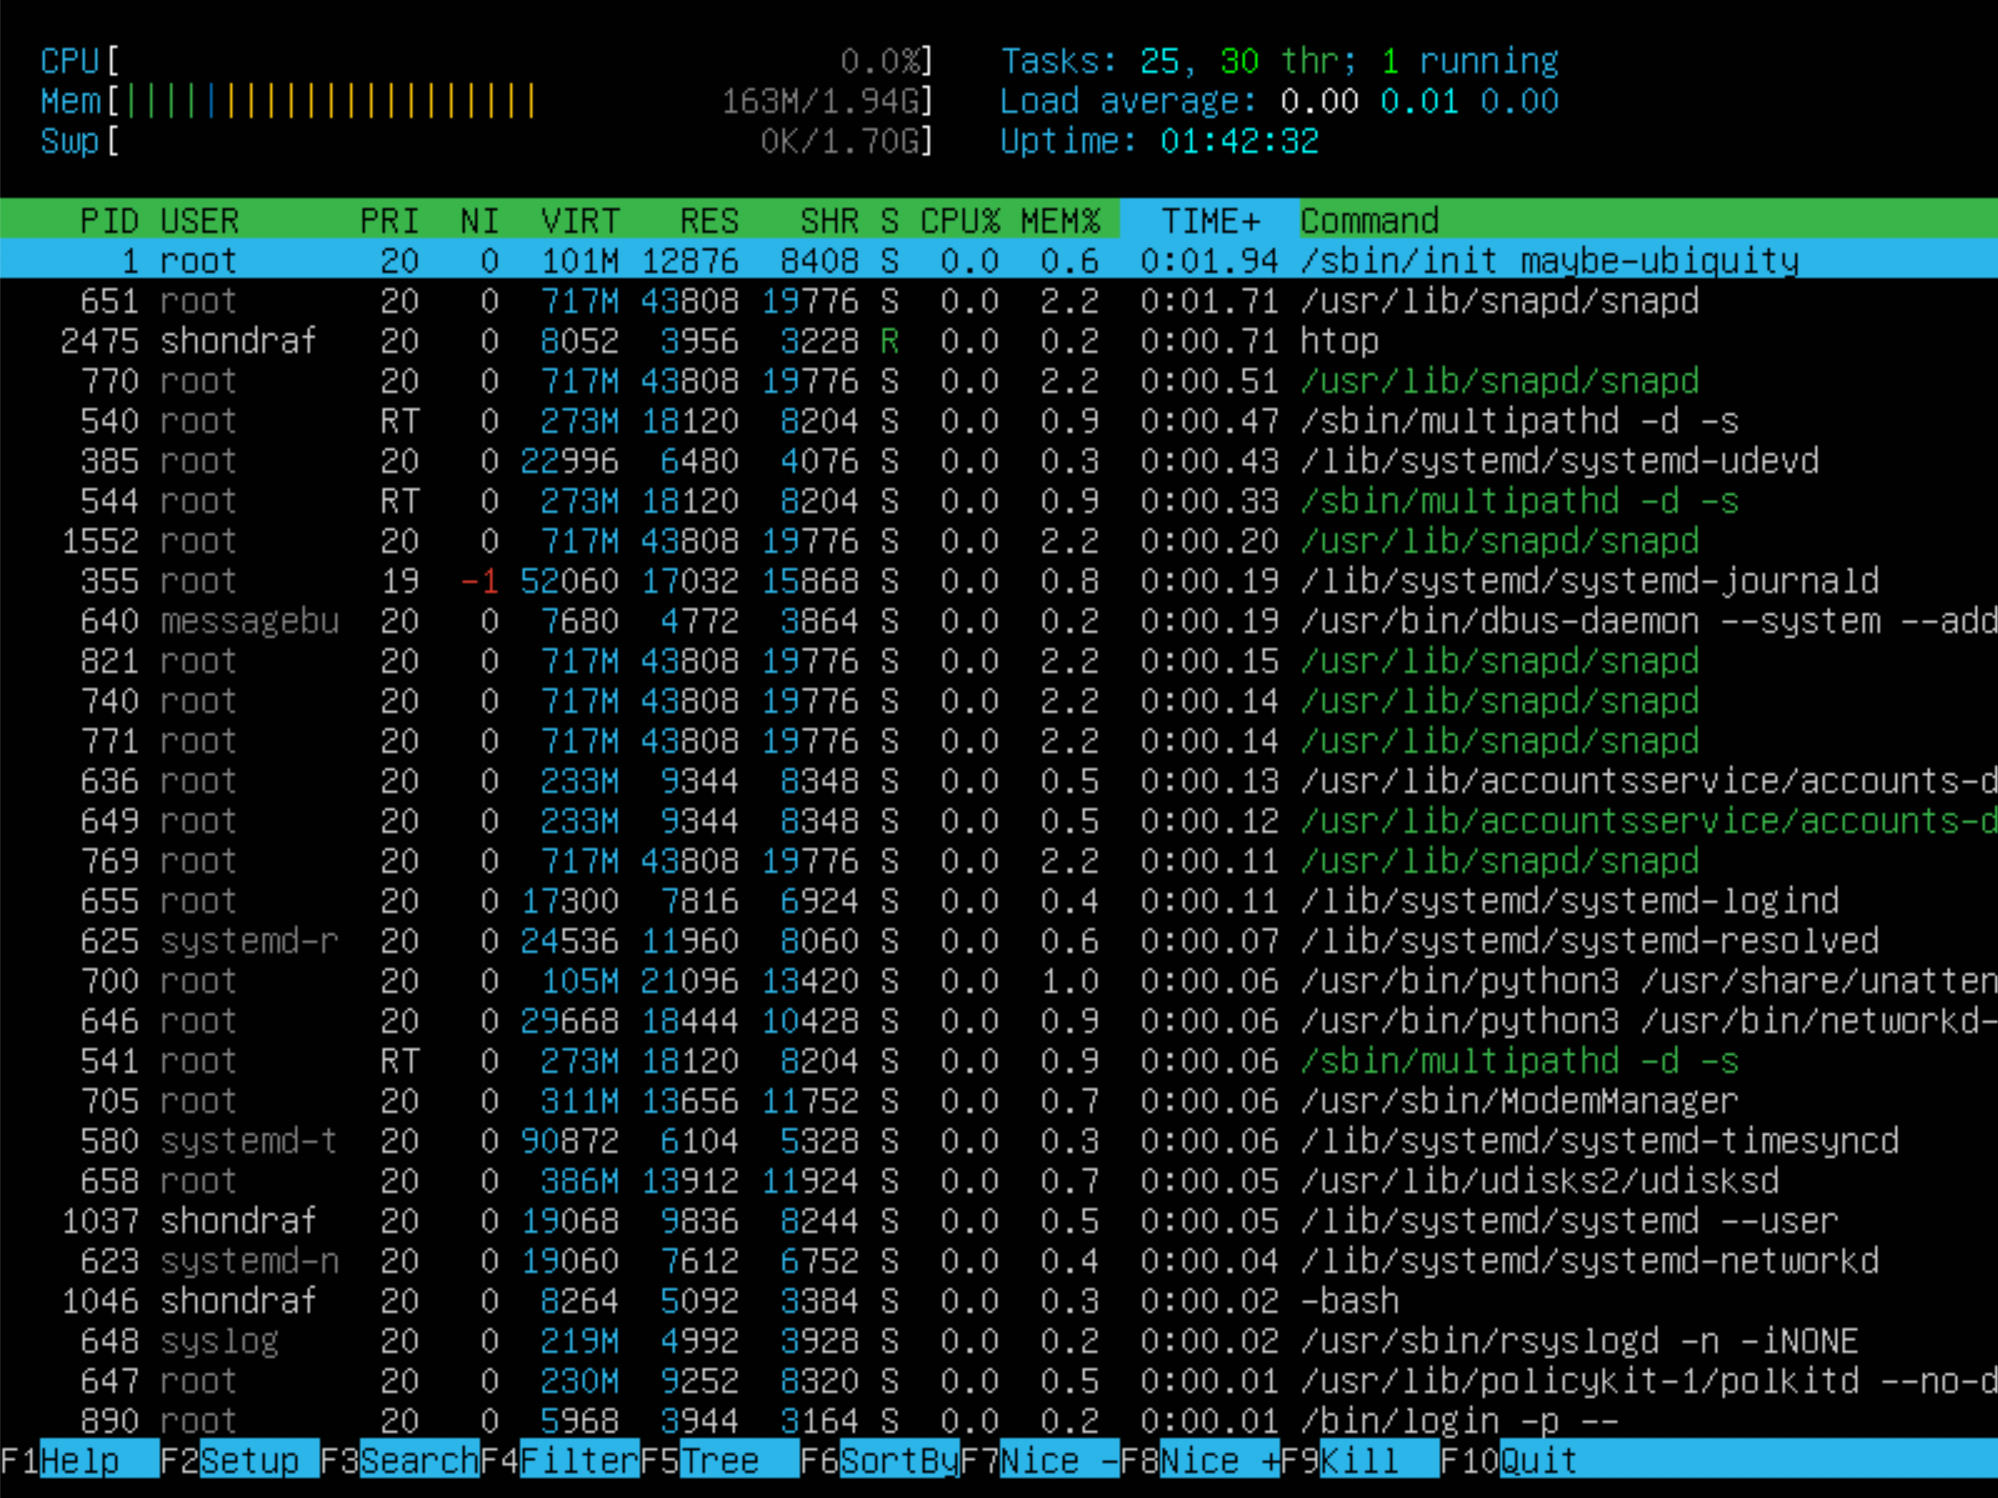 CPU[ 0.0%] Tasks: 25, 30 thr; 1 running
Mem[||||||||||||||||||||| 163M/1.94G] Load average: 0.00 0.01 0.00
Swp[ 0K/1.70G] Uptime: 01:42:32
PID USER PRI NI VIRT RES SHR S CPU% MEM% TIME+ Command
1 root 20 0 101M 12876 8408 S 0.0 0.6 0:01.94 /sbin/init maybe-ubiquity
651 root 20 0 717M 43808 19776 S 0.0 2.2 0:01.71 /usr/lib/snapd/snapd
2475 shondraf 20 0 8052 3956 3228 R 0.0 0.2 0:00.71 htop
770 root 20 0 717M 43808 19776 S 0.0 2.2 0:00.51 /usr/lib/snapd/snapd
540 root RT 0 273M 18120 8204 S 0.0 0.9 0:00.47 /sbin/multipathd -d -s
385 root 20 0 22996 6480 4076 S 0.0 0.3 0:00.43 /lib/systemd/systemd-udevd
544 root RT 0 273M 18120 8204 S 0.0 0.9 0:00.33 /sbin/multipathd -d -s
1552 root 20 0 717M 43808 19776 S 0.0 2.2 0:00.20 /usr/lib/snapd/snapd
355 root 19 -1 52060 17032 15868 S 0.0 0.8 0:00.19 /lib/systemd/systemd-journald
640 messagebu 20 0 7680 4772 3864 S 0.0 0.2 0:00.19 /usr/bin/dbus-daemon --system --add
821 root 20 0 717M 43808 19776 S 0.0 2.2 0:00.15 /usr/lib/snapd/snapd
740 root 20 0 717M 43808 19776 S 0.0 2.2 0:00.14 /usr/lib/snapd/snapd
771 root 20 0 717M 43808 19776 S 0.0 2.2 0:00.14 /usr/lib/snapd/snapd
636 root 20 0 233M 9344 8348 S 0.0 0.5 0:00.13 /usr/lib/accountsservice/accounts-d
649 root 20 0 233M 9344 8348 S 0.0 0.5 0:00.12 /usr/lib/accountsservice/accounts-d
769 root 20 0 717M 43808 19776 S 0.0 2.2 0:00.11 /usr/lib/snapd/snapd
655 root 20 0 17300 7816 6924 S 0.0 0.4 0:00.11 /lib/systemd/systemd-logind
625 systemd-r 20 0 24536 11960 8060 S 0.0 0.6 0:00.07 /lib/systemd/systemd-resolved
700 root 20 0 105M 21096 13420 S 0.0 1.0 0:00.06 /usr/bin/python3 /usr/share/unatten
646 root 20 0 29668 18444 10428 S 0.0 0.9 0:00.06 /usr/bin/python3 /usr/bin/networkd-
541 root RT 0 273M 18120 8204 S 0.0 0.9 0:00.06 /sbin/multipathd -d -s
705 root 20 0 311M 13656 11752 S 0.0 0.7 0:00.06 /usr/sbin/ModemManager
580 systemd-t 20 0 90872 6104 5328 S 0.0 0.3 0:00.06 /lib/systemd/systemd-timesyncd
658 root 20 0 386M 13912 11924 S 0.0 0.7 0:00.05 /usr/lib/udisks2/udisksd
1037 shondraf 20 0 19068 9836 8244 S 0.0 0.5 0:00.05 /lib/systemd/systemd --user
623 systemd-n 20 0 19060 7612 6752 S 0.0 0.4 0:00.04 /lib/systemd/systemd-networkd
1046 shondraf 20 0 8264 5092 3384 S 0.0 0.3 0:00.02 -bash
648 syslog 20 0 219M 4992 3928 S 0.0 0.2 0:00.02 /usr/sbin/rsyslogd -n -iNONE
647 root 20 0 230M 9252 8320 S 0.0 0.5 0:00.01 /usr/lib/policykit-1/polkitd --no-d
890 root 20 0 5968 3944 3164 S 0.0 0.2 0:00.01 /bin/login -p --
F1Help F2Setup F3SearchF4FilterF5Tree F6SortByF7Nice -F8Nice +F9Kill F10Quit